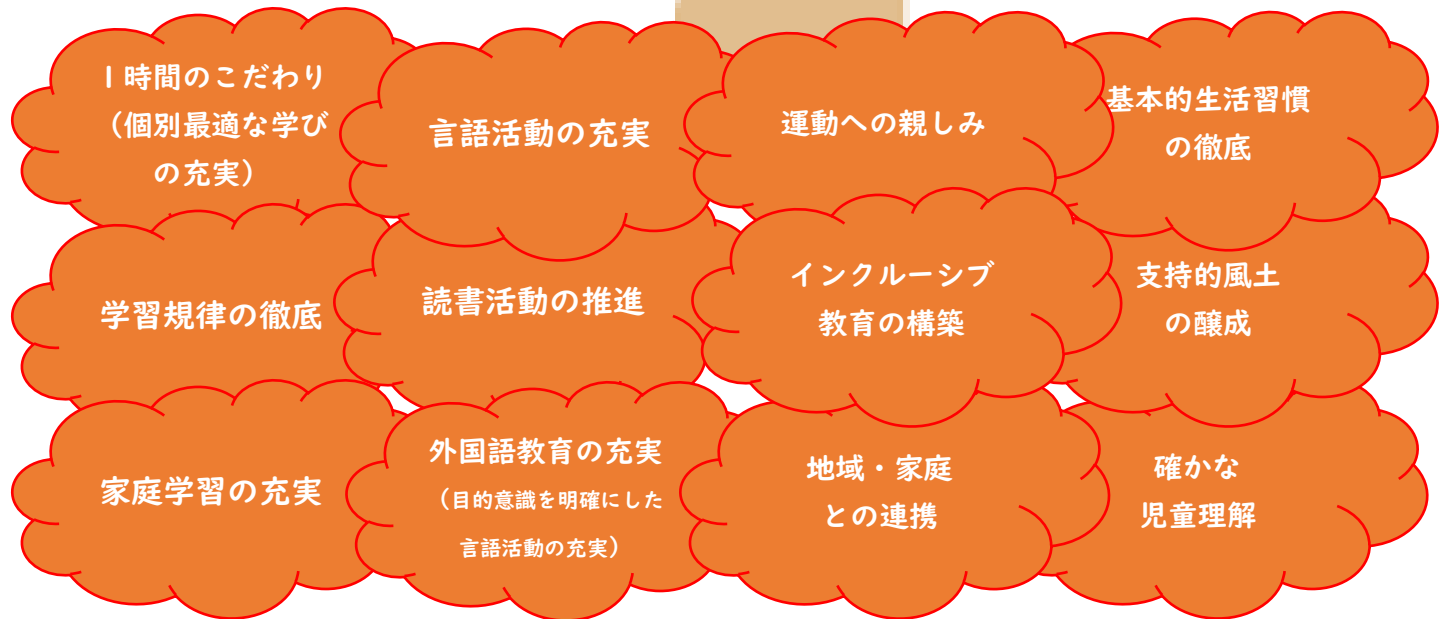 1時間のこだわり
（個別最適な学び
の充実）
言語活動の充実
運動への親しみ
基本的生活習慣
の徹底
学習規律の徹底
読書活動の推進
インクルーシブ
教育の構築
支持的風土
の醸成
家庭学習の充実
外国語教育の充実
（目的意識を明確にした
言語活動の充実）
地域・家庭
との連携
確かな
児童理解